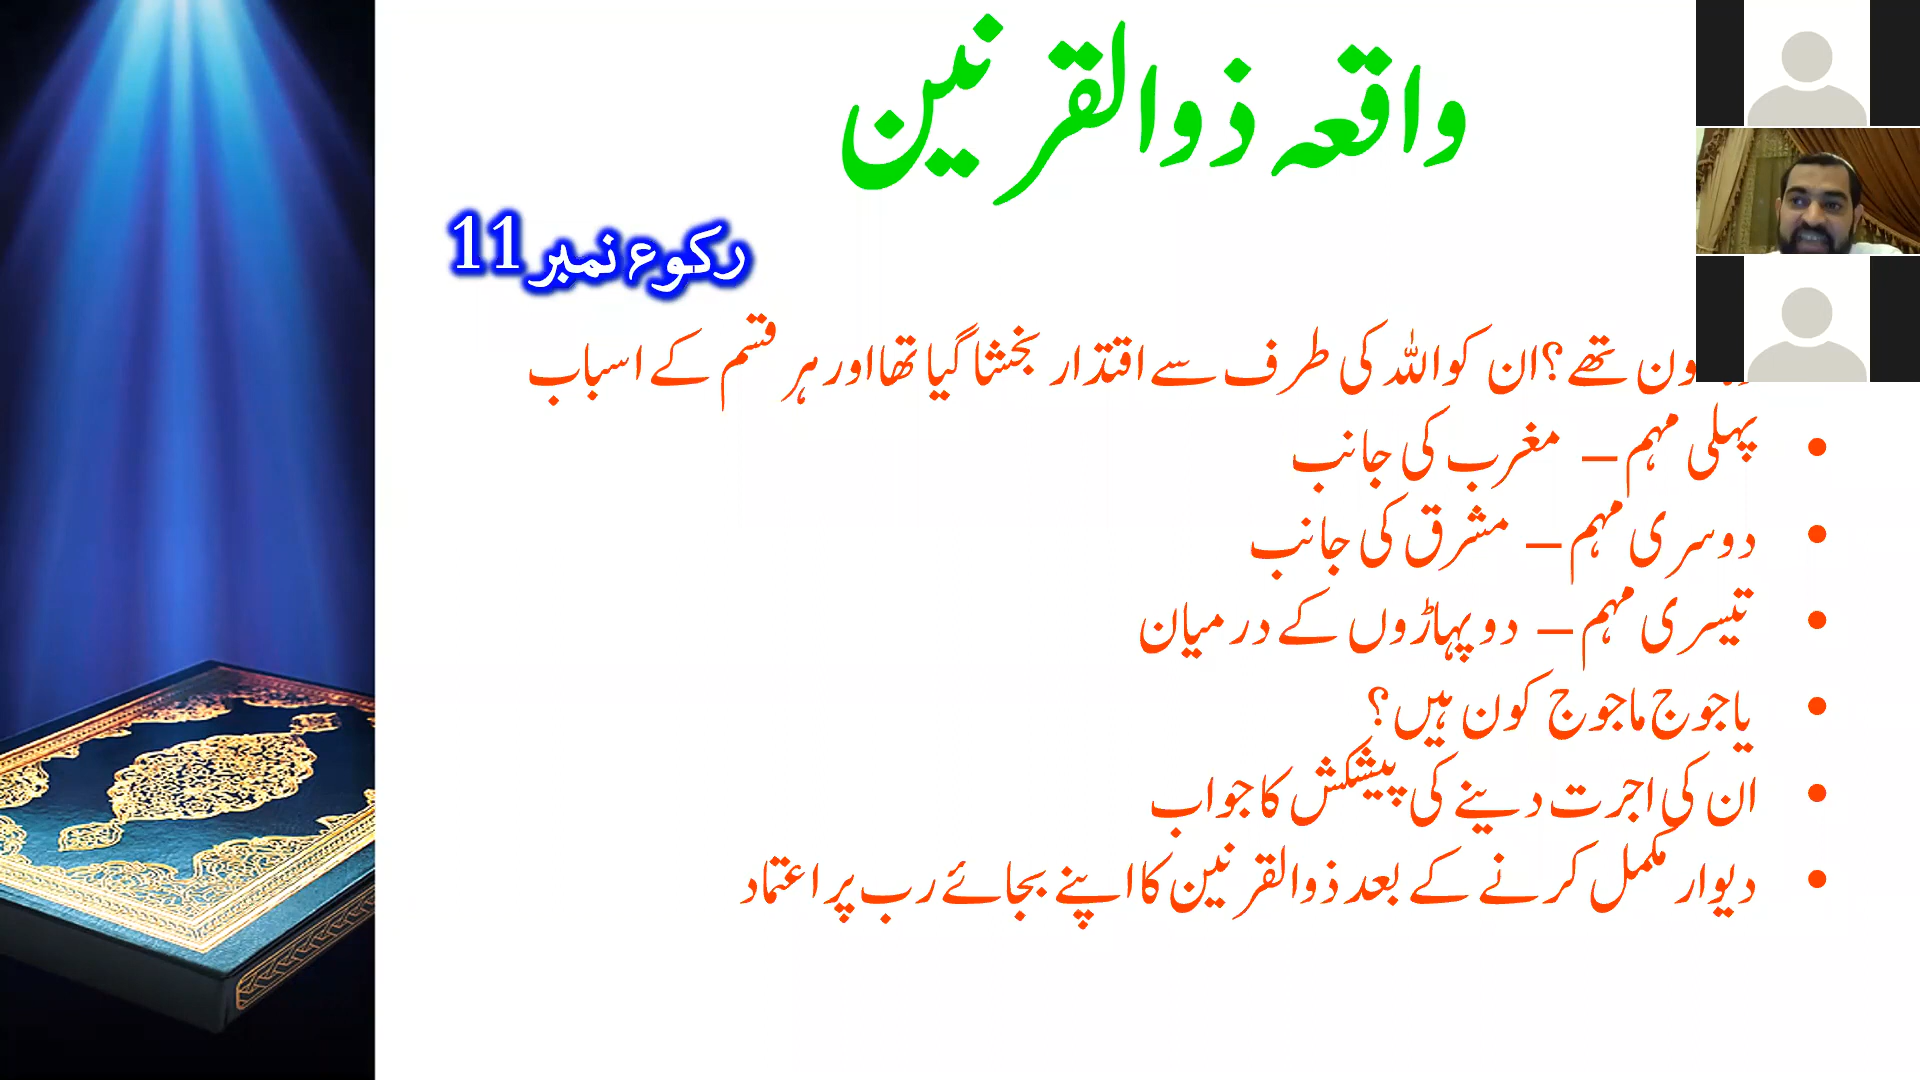 واقعہ ذوالقرنین
رکوع نمبر 11
تھے؟ ان کو اللہ کی طرف سے اقتدار بخشا گیا تھا اور ہر قسم کے اسباب
• پہلی مہم – مغرب کی جانب
• دوسری مہم – مشرق کی جانب
• تیسری مہم – دو پہاڑوں کے درمیان
• یاجوج ماجوج کون ہیں؟
• ان کی اجرت دینے کی پیشکش کا جواب
• دیوار مکمل کرنے کے بعد ذوالقرنین کا اپنے بجائے رب پر اعتماد